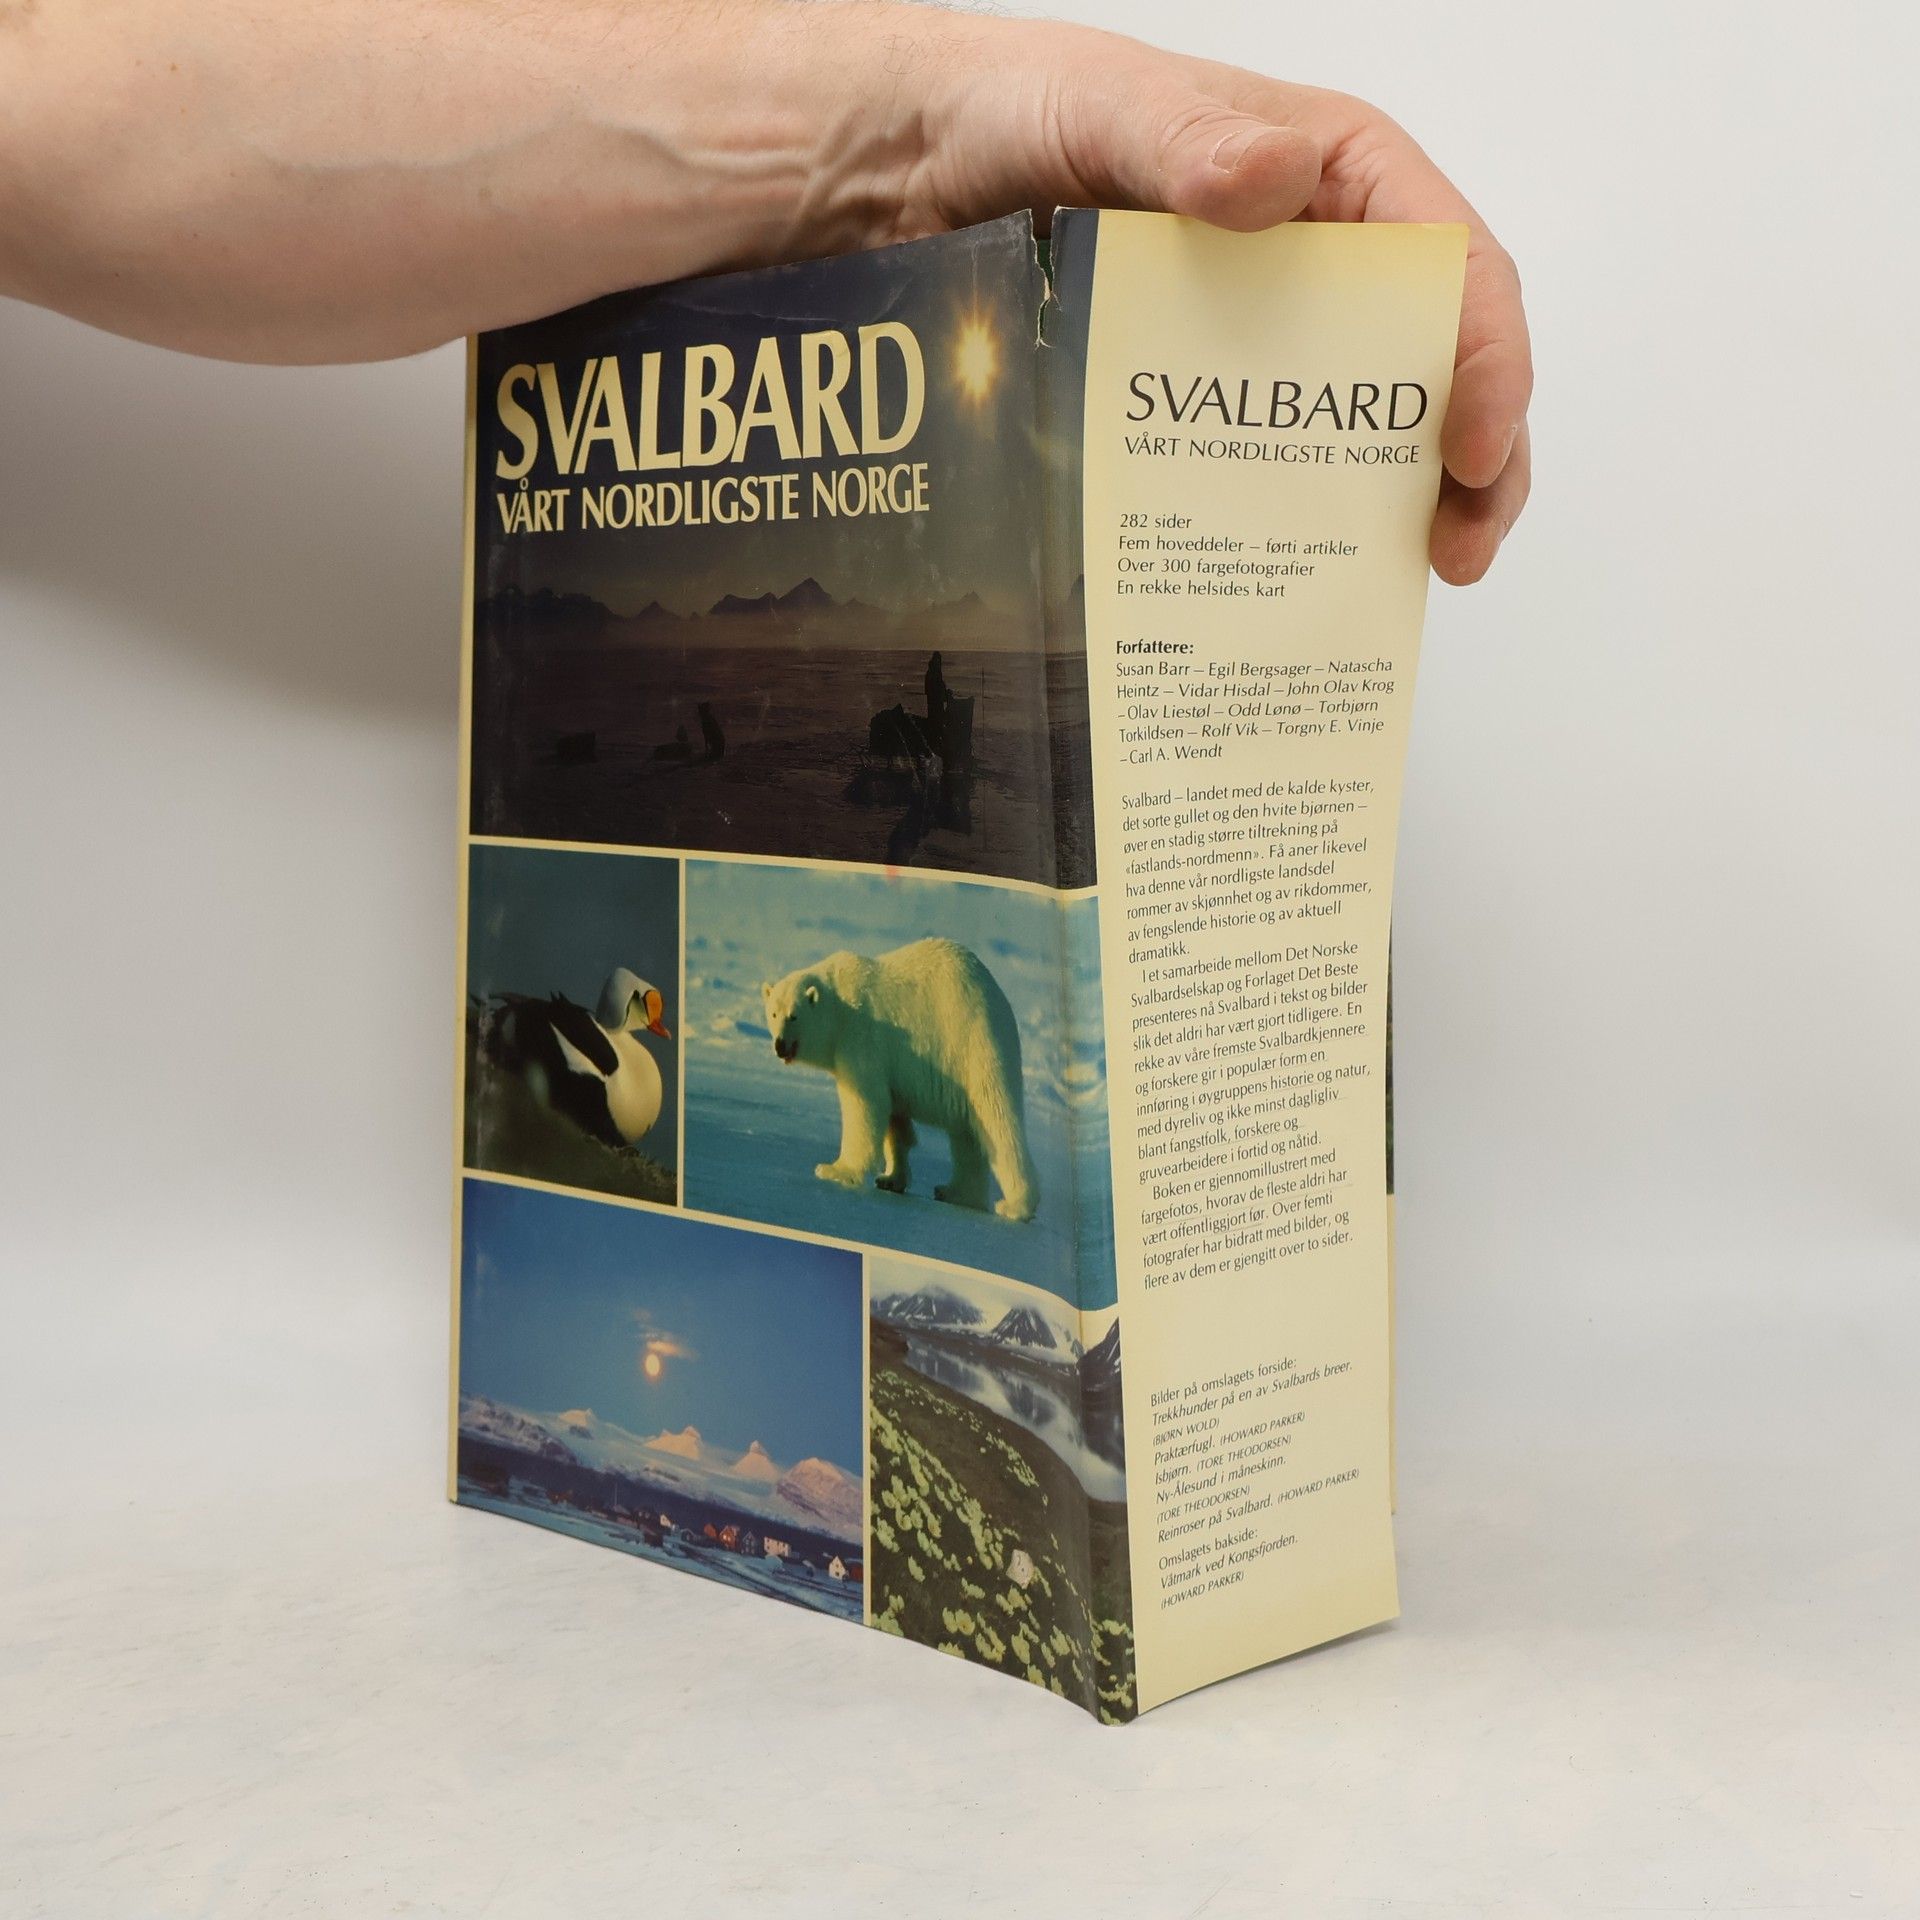 SVALBARD
VÅRT NORDLIGSTE NORGE
SVALBARD
VÅRT NORDLIGSTE NORGE
282 sider
Fem hoveddeler – førti artikler
Over 300 fargefotografier
En rekke helsides kart
Forfattere:
Susan Barr – Egil Bergsager – Natascha
Heintz – Vidar Hisdal – John Olav Krog
– Olav Liestøl – Odd Lønø – Torbjørn
Torkildsen – Rolf Vik – Torgny E. Vinje
– Carl A. Wendt
Svalbard – landet med de kalde kyster,
det sorte gullet og den hvite bjørnen –
øver en stadig større tiltrekning på
«fastlands-nordmenn». Få aner likevel
hva denne vår nordligste landsdel
rommer av skjønnhet og av rikdommer,
av fengslende historie og av aktuell
dramatikk.
I et samarbeide mellom Det Norske
Svalbardselskap og Forlaget Det Beste
presenteres nå Svalbard i tekst og bilder
slik det aldri har vært gjort tidligere. En
rekke av våre fremste Svalbardkjennere
og forskere gir i populær form en
innføring i øygruppens historie og natur,
med dyreliv og ikke minst dagligliv
blant fangstfolk, forskere og
gruvearbeidere i fortid og nåtid.
Boken er gjennomillustrert med
fargefotos, hvorav de fleste aldri har
vært offentliggjort før. Over femti
fotografer har bidratt med bilder, og
flere av dem er gjengitt over to sider.
Bilder på omslagets forside:
Trekkhunder på en av Svalbards breer.
(BJØRN WOLD)
Praktærfugl. (HOWARD PARKER)
Isbjørn. (TORE THEODORSEN)
Ny-Ålesund i måneskinn.
(TORE THEODORSEN)
Reinroser på Svalbard. (HOWARD PARKER)
Omslagets bakside:
Våtmark ved Kongsfjorden.
(HOWARD PARKER)